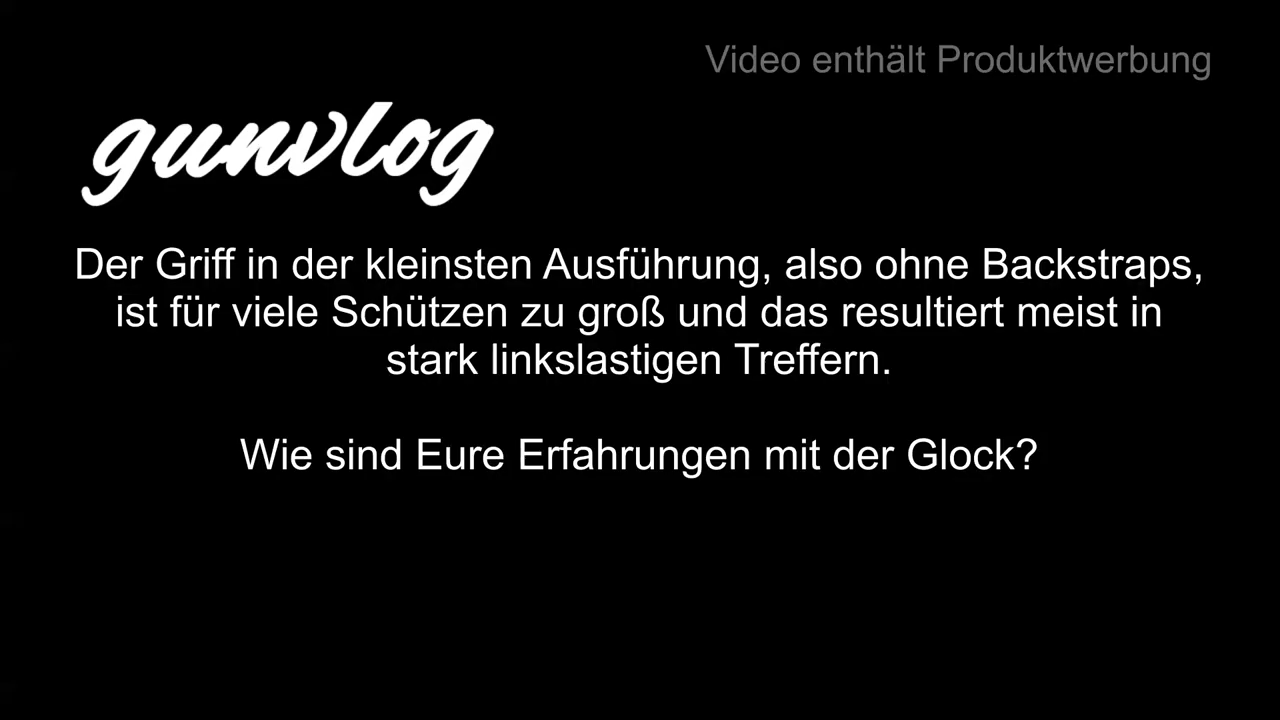 Video enthält Produktwerbung
gunvlog
Der Griff in der kleinsten Ausführung, also ohne Backstraps,
ist für viele Schützen zu groß und das resultiert meist in
stark linkslastigen Treffern.
Wie sind Eure Erfahrungen mit der Glock?